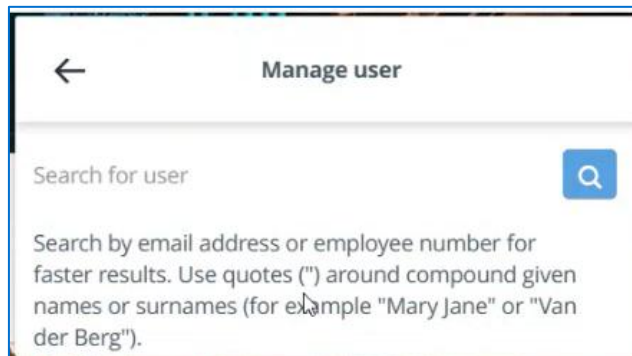 Manage user
Search for user
Search by email address or employee number for
faster results. Use quotes (") around compound given
names or surnames (for example "Mary Jane" or "Van
der Berg").